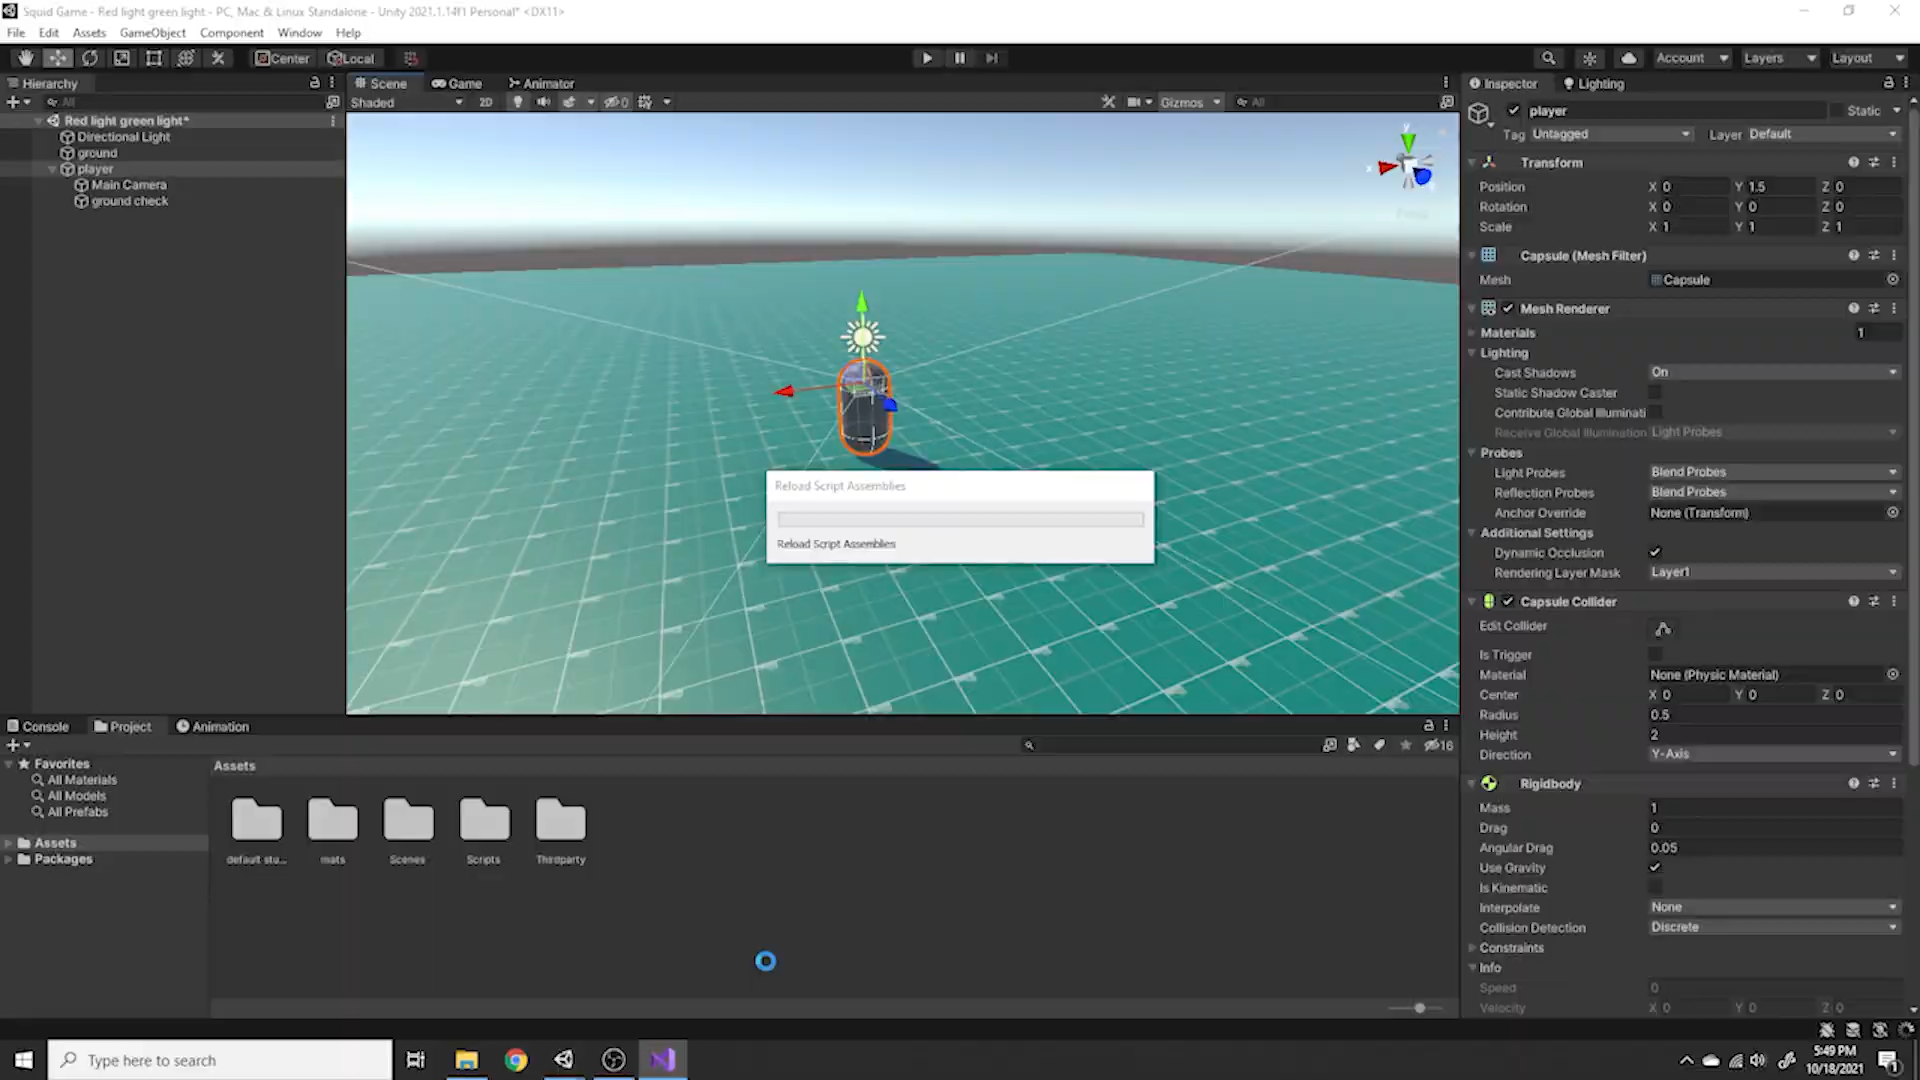 Squid Game - Red light green light - PC, Mac & Linux Standalone - Unity 2021.1.14f1 Personal* <DX11>
File Edit Assets GameObject Component Window Help
Center Local Account Layers Layout
Hierarchy
All
Red light green light*
Directional Light
ground
player
Main Camera
ground check
Scene Game Animator
Shaded 2D 0 Gizmos All
y
x
Reload Script Assemblies
Reload Script Assemblies
Inspector Lighting
player Static
Tag Untagged Layer Default
Transform
Position X 0 Y 1.5 Z 0
Rotation X 0 Y 0 Z 0
Scale X 1 Y 1 Z 1
Capsule (Mesh Filter)
Mesh Capsule
Mesh Renderer
Materials 1
Lighting
Cast Shadows On
Static Shadow Caster
Contribute Global Illuminati
Receive Global Illumination Light Probes
Probes
Light Probes Blend Probes
Reflection Probes Blend Probes
Anchor Override None (Transform)
Additional Settings
Dynamic Occlusion
Rendering Layer Mask Layer1
Capsule Collider
Edit Collider
Is Trigger
Material None (Physic Material)
Center X 0 Y 0 Z 0
Radius 0.5
Height 2
Direction Y-Axis
Rigidbody
Mass 1
Drag 0
Angular Drag 0.05
Use Gravity
Is Kinematic
Interpolate None
Collision Detection Discrete
Constraints
Info
Speed 0
Velocity X 0 Y 0 Z 0
Console Project Animation
16
Favorites
All Materials
All Models
All Prefabs
Assets
Packages
Assets
default stu...
mats
Scenes
Scripts
Thirdparty
Type here to search
5:49 PM
10/18/2021
1